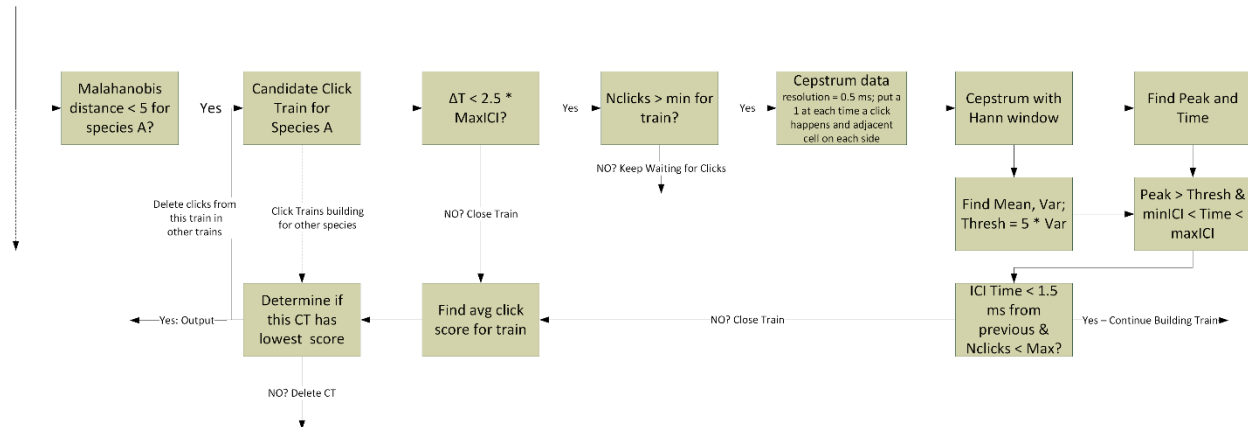 Malahanobis
distance < 5 for
species A?
Yes
Candidate Click
Train for
Species A
ΔT < 2.5 *
MaxICI?
Yes
Nclicks > min for
train?
Yes
Cepstrum data
resolution = 0.5 ms; put a
1 at each time a click
happens and adjacent
cell on each side
Cepstrum with
Hann window
Find Peak and
Time
NO? Keep Waiting for Clicks
Delete clicks from
this train in
other trains
Click Trains building
for other species
NO? Close Train
Find Mean, Var;
Thresh = 5 * Var
Peak > Thresh &
minICI < Time <
maxICI
Yes: Output
Determine if
this CT has
lowest score
Find avg click
score for train
NO? Close Train
ICI Time < 1.5
ms from
previous &
Nclicks < Max?
Yes – Continue Building Train
NO? Delete CT